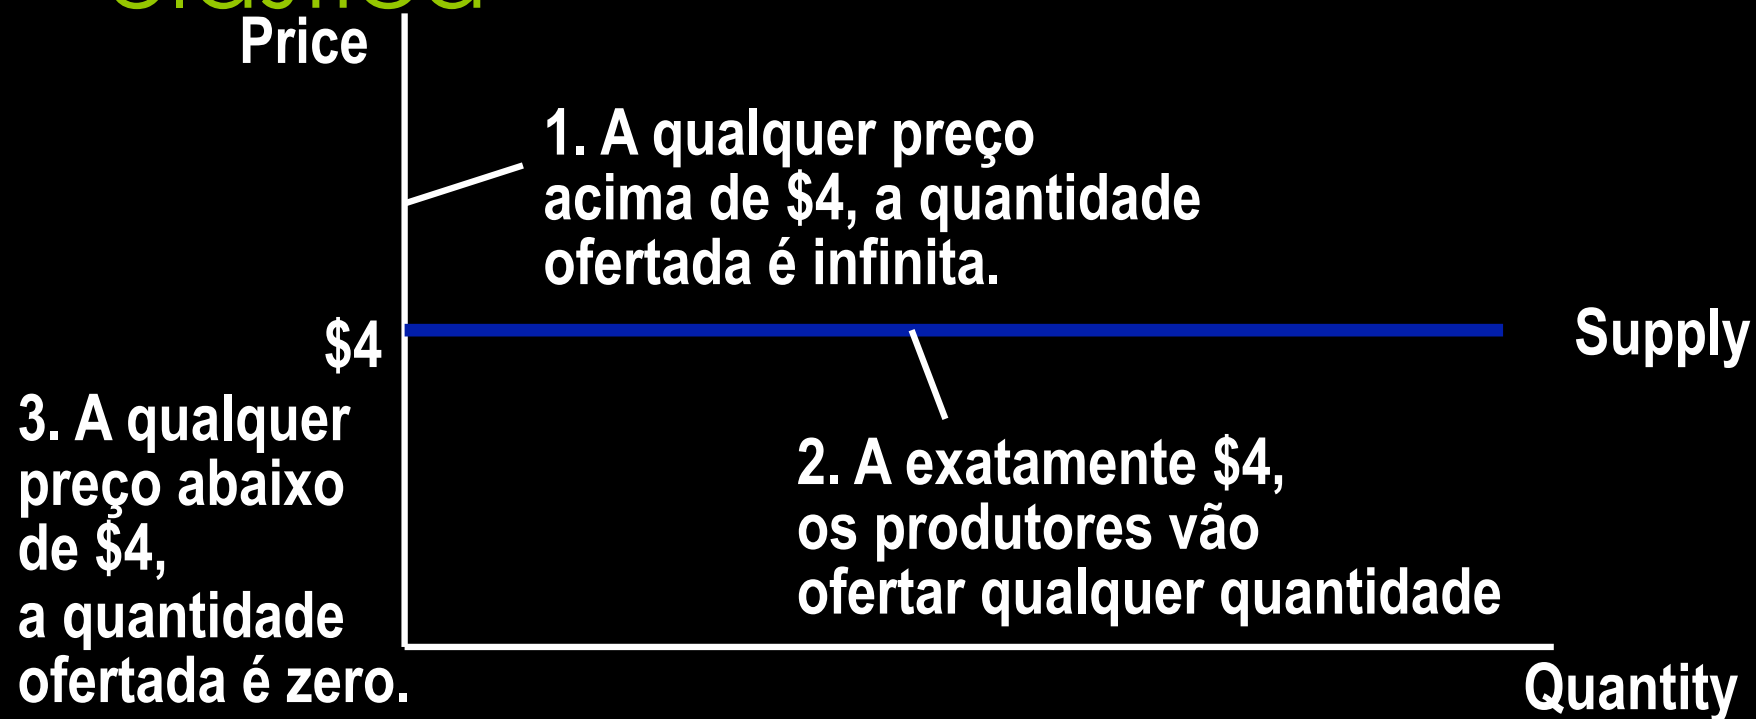 elástica
Price
1. A qualquer preço
acima de $4, a quantidade
ofertada é infinita.
$4
Supply
3. A qualquer
preço abaixo
de $4,
a quantidade
ofertada é zero.
2. A exatamente $4,
os produtores vão
ofertar qualquer quantidade
Quantity